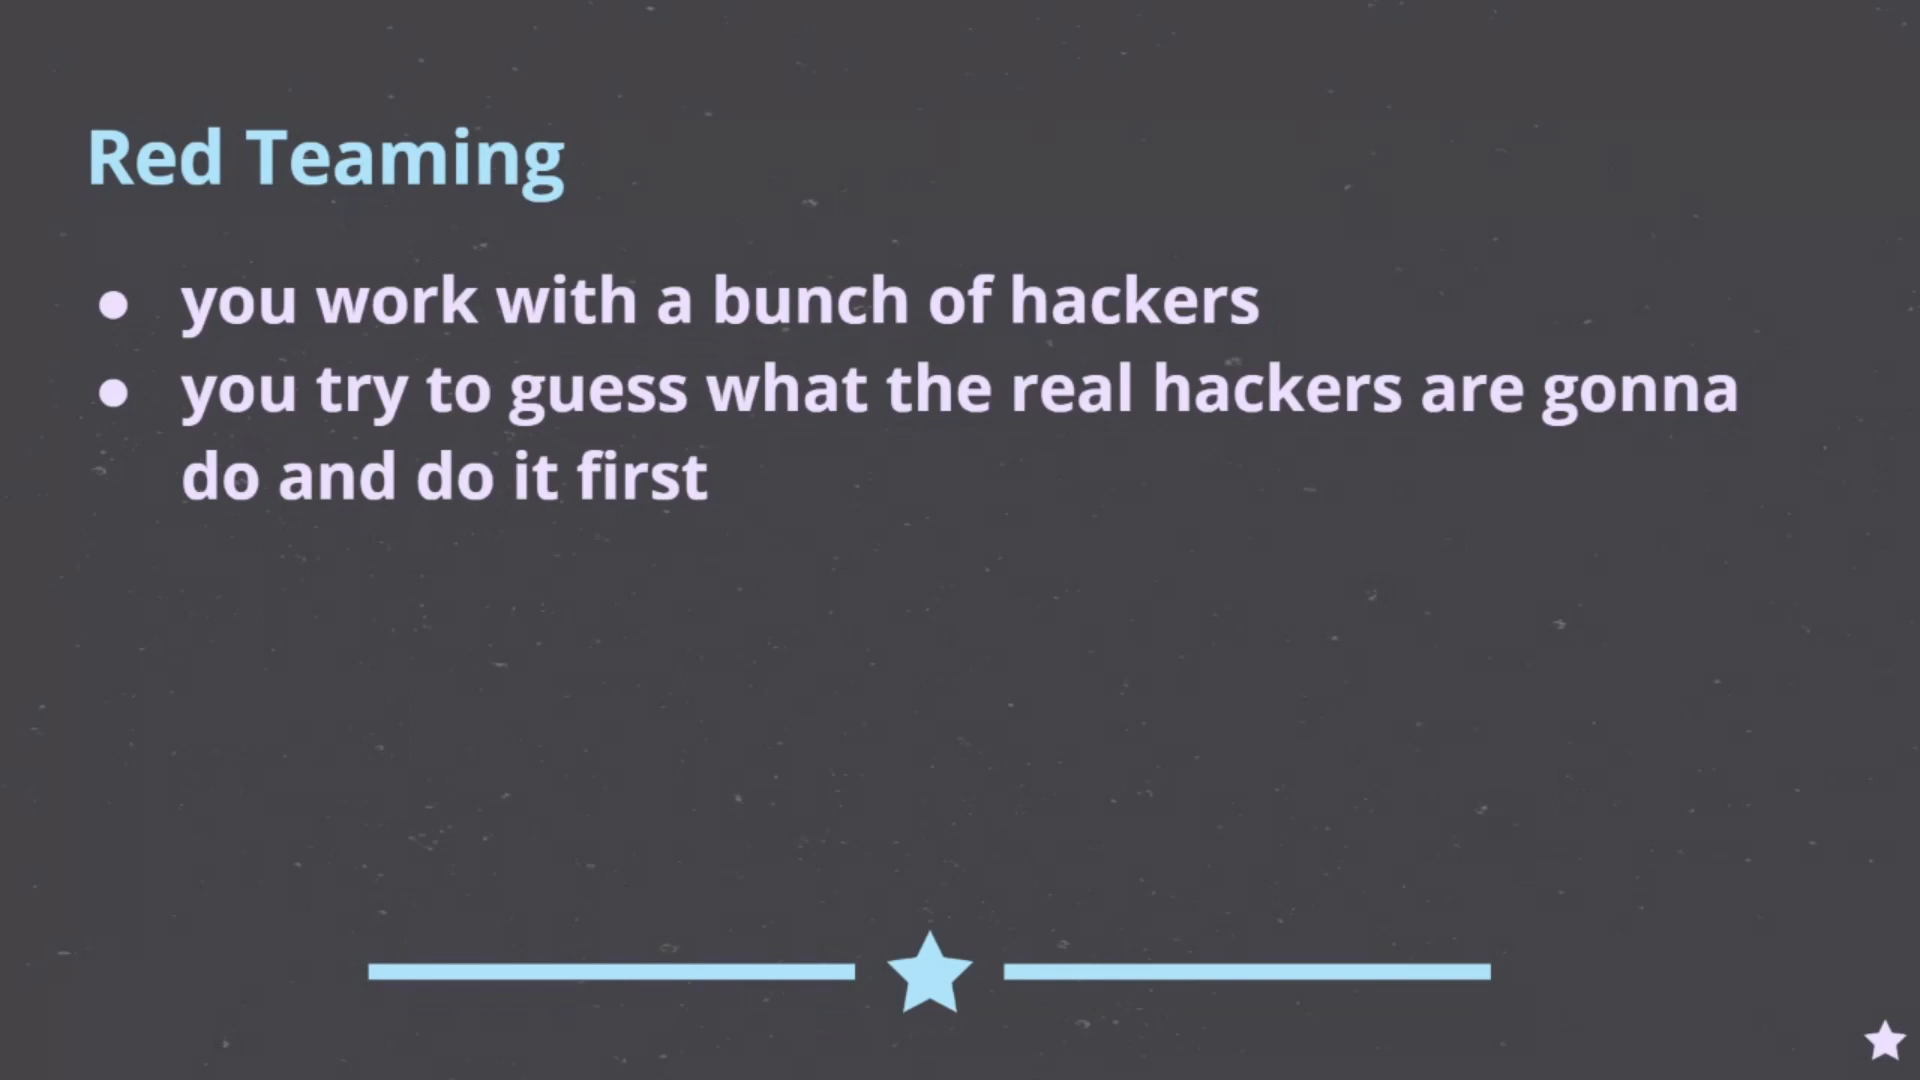 Red Teaming
● you work with a bunch of hackers
● you try to guess what the real hackers are gonna
do and do it first